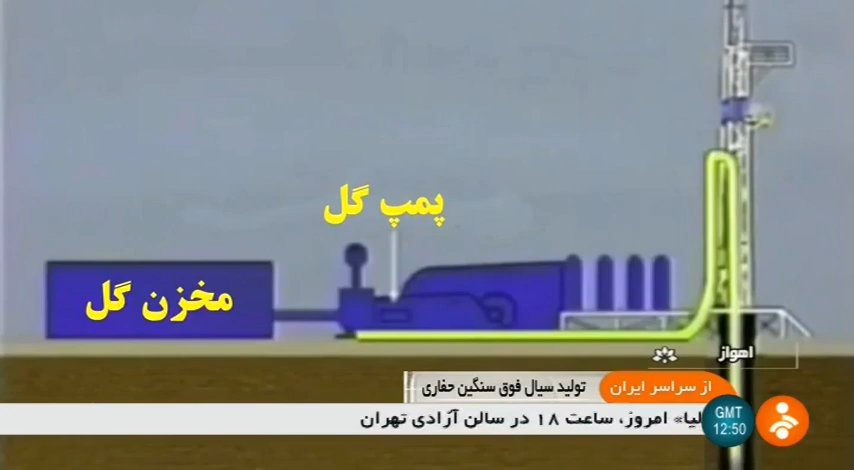 پمپ گل
مخزن گل
اهواز
از سراسر ایران
تولید سیال فوق سنگین حفاری
امروز، ساعت ۱۸ در سالن آزادی تهران
GMT
12:50